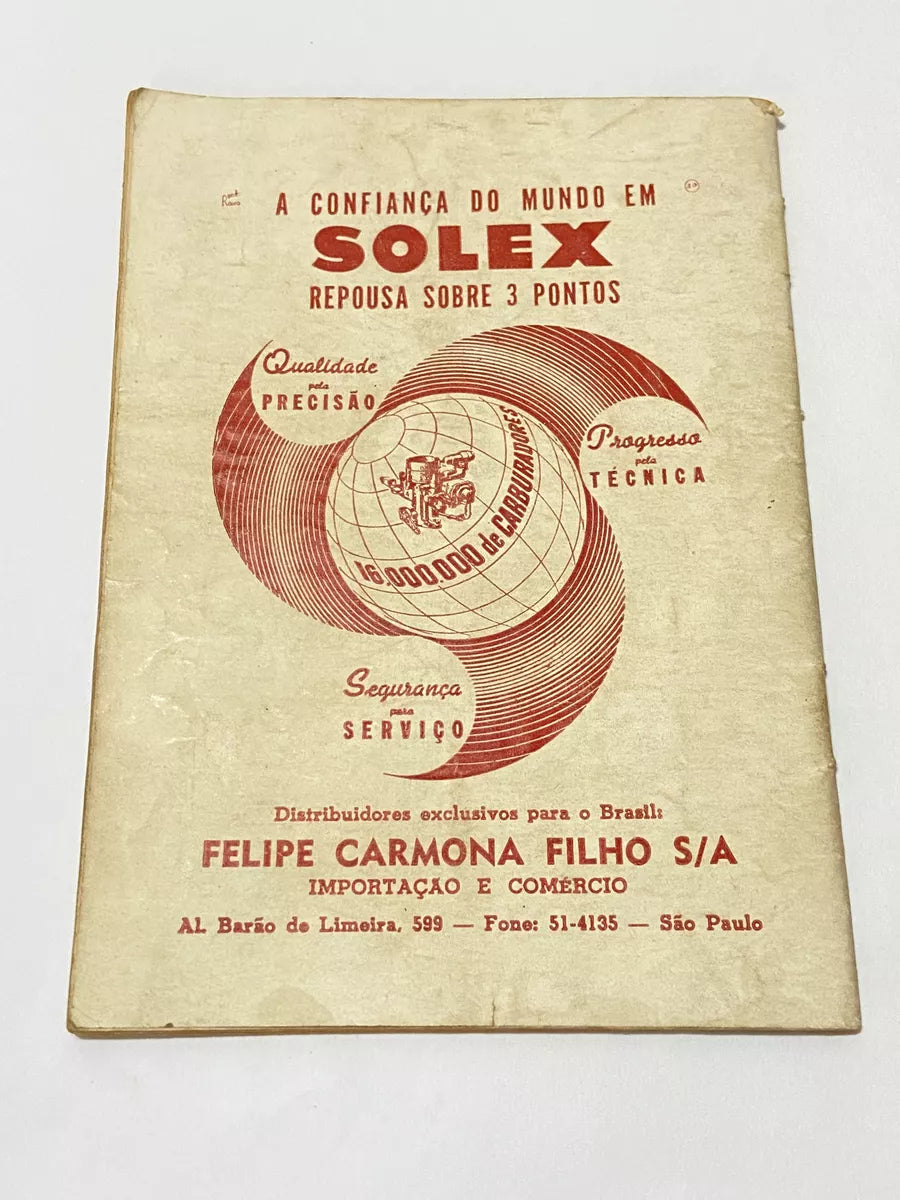 A CONFIANÇA DO MUNDO EM
SOLEX
REPOUSA SOBRE 3 PONTOS
Qualidade
pela
PRECISÃO
Progresso
pela
TÉCNICA
16.000.000 de CARBURADORES
Segurança
para
SERVIÇO
Distribuidores exclusivos para o Brasil:
FELIPE CARMONA FILHO S/A
IMPORTAÇÃO E COMÉRCIO
Al. Barão de Limeira, 599 — Fone: 51-4135 — São Paulo